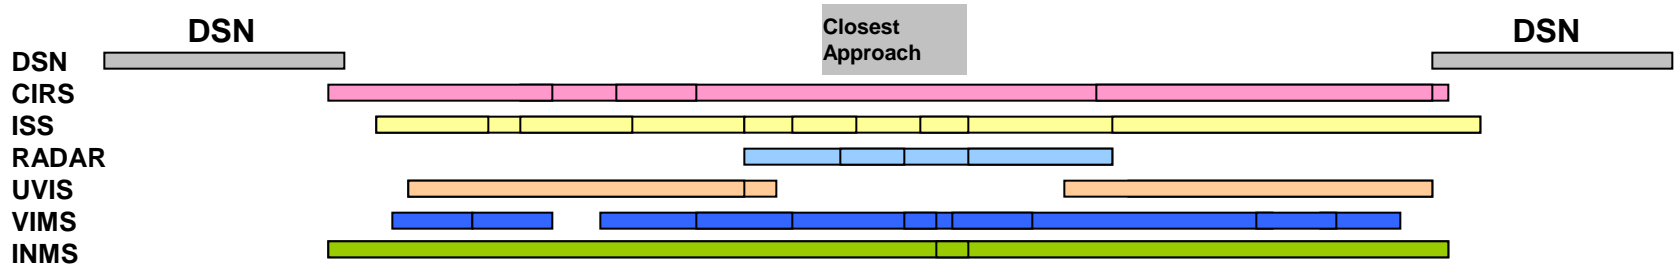 DSN
Closest
Approach
DSN
DSN
CIRS
ISS
RADAR
UVIS
VIMS
INMS